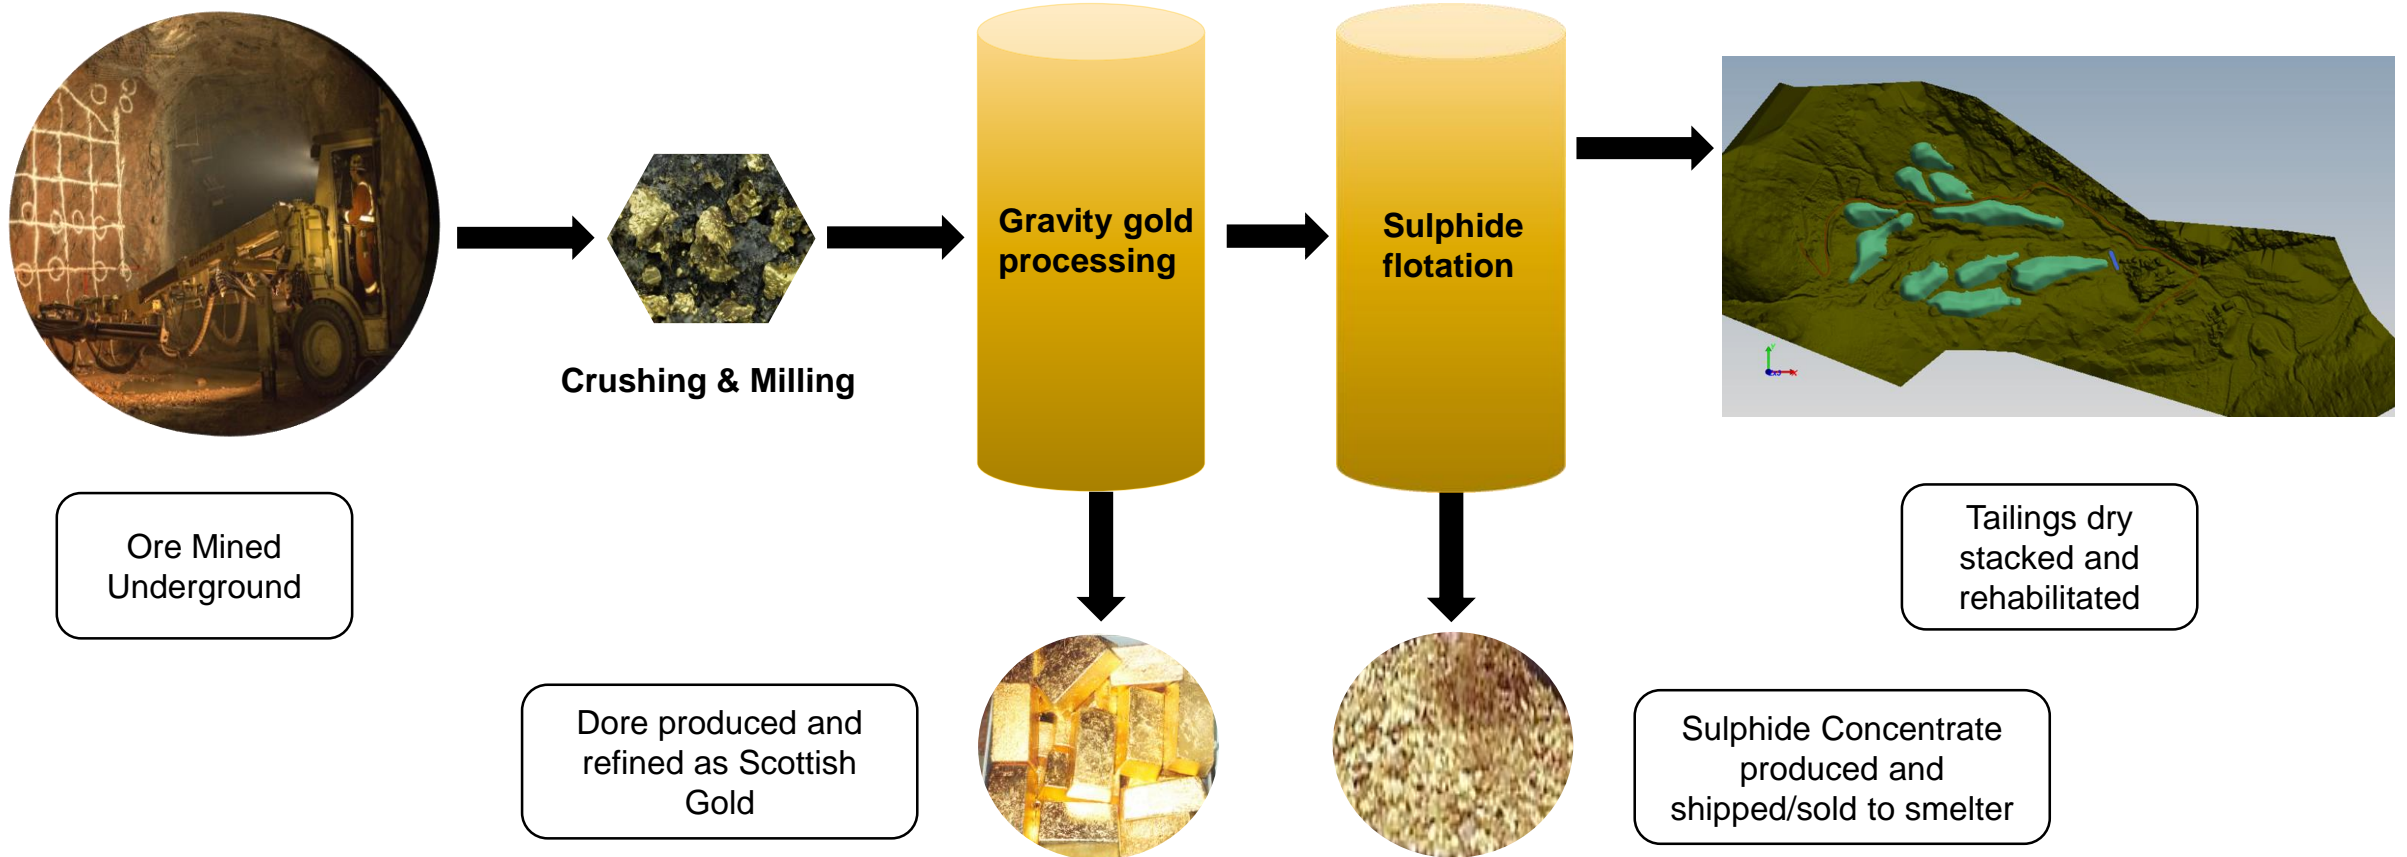 Gravity gold
processing
Sulphide
flotation
Crushing & Milling
Ore Mined
Underground
Tailings dry
stacked and
rehabilitated
Dore produced and
refined as Scottish
Gold
Sulphide Concentrate
produced and
shipped/sold to smelter